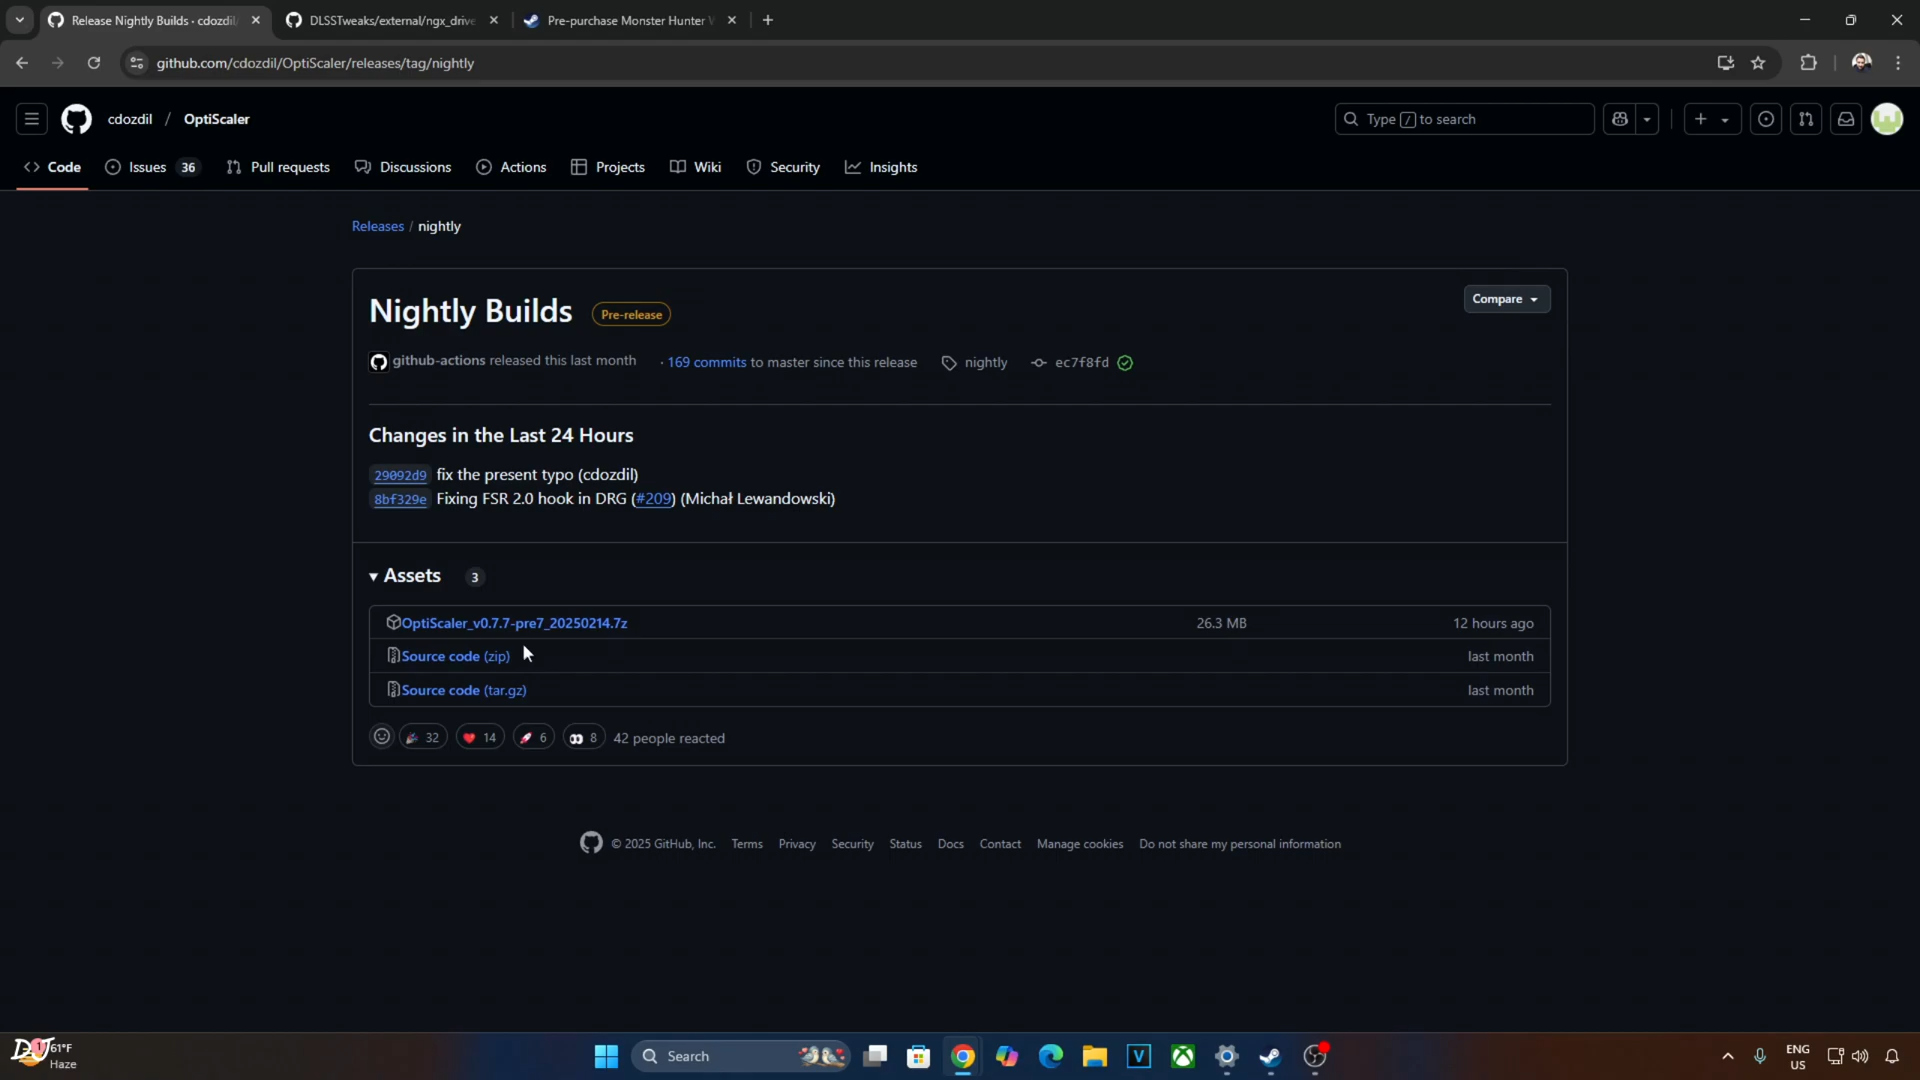 Release Nightly Builds · cdozdil/
DLSSTweaks/external/ngx_drive
Pre-purchase Monster Hunter W
github.com/cdozdil/OptiScaler/releases/tag/nightly
cdozdil / OptiScaler
Type / to search
Code
Issues 36
Pull requests
Discussions
Actions
Projects
Wiki
Security
Insights
Releases / nightly
Nightly Builds Pre-release
Compare
github-actions released this last month · 169 commits to master since this release nightly ec7f8fd
Changes in the Last 24 Hours
29092d9 fix the present typo (cdozdil)
8bf329e Fixing FSR 2.0 hook in DRG (#209) (Michał Lewandowski)
Assets 3
OptiScaler_v0.7.7-pre7_20250214.7z 26.3 MB 12 hours ago
Source code (zip) last month
Source code (tar.gz) last month
32 14 6 8 42 people reacted
© 2025 GitHub, Inc. Terms Privacy Security Status Docs Contact Manage cookies Do not share my personal information
DJ
1
61°F
Haze
Search
V
ENG
US